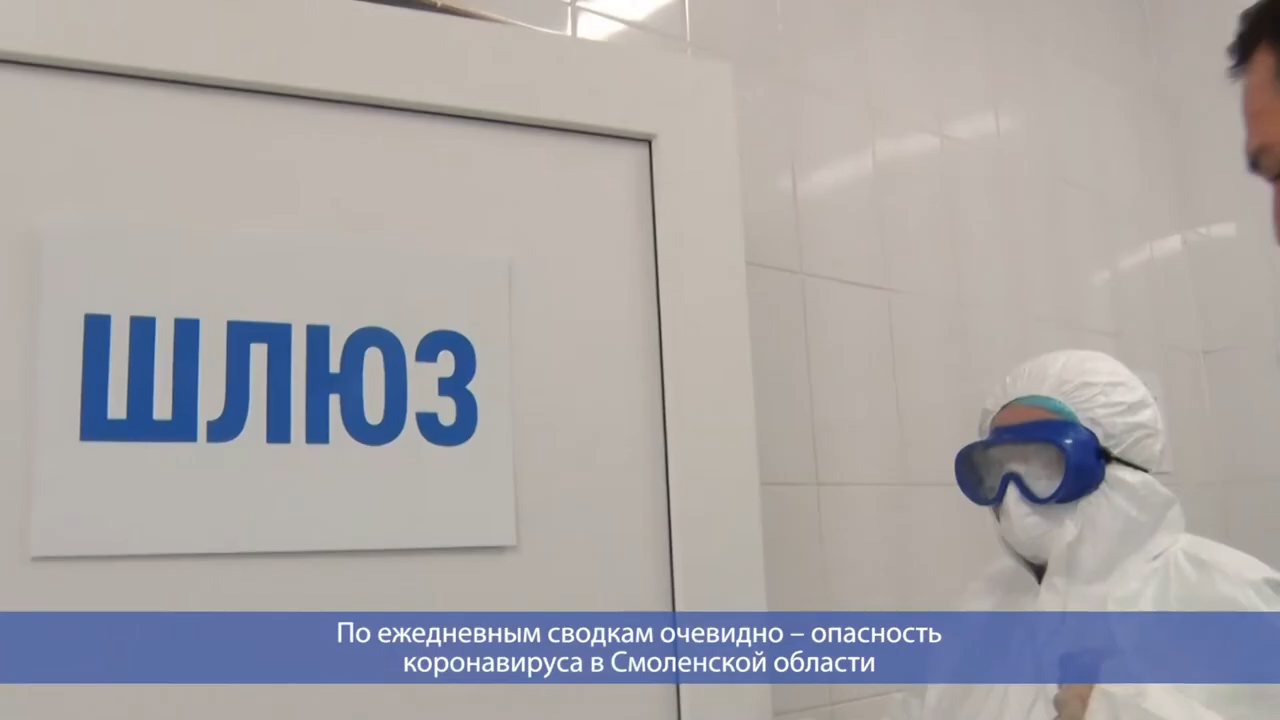 ШЛЮЗ
По ежедневным сводкам очевидно – опасность
коронавируса в Смоленской области